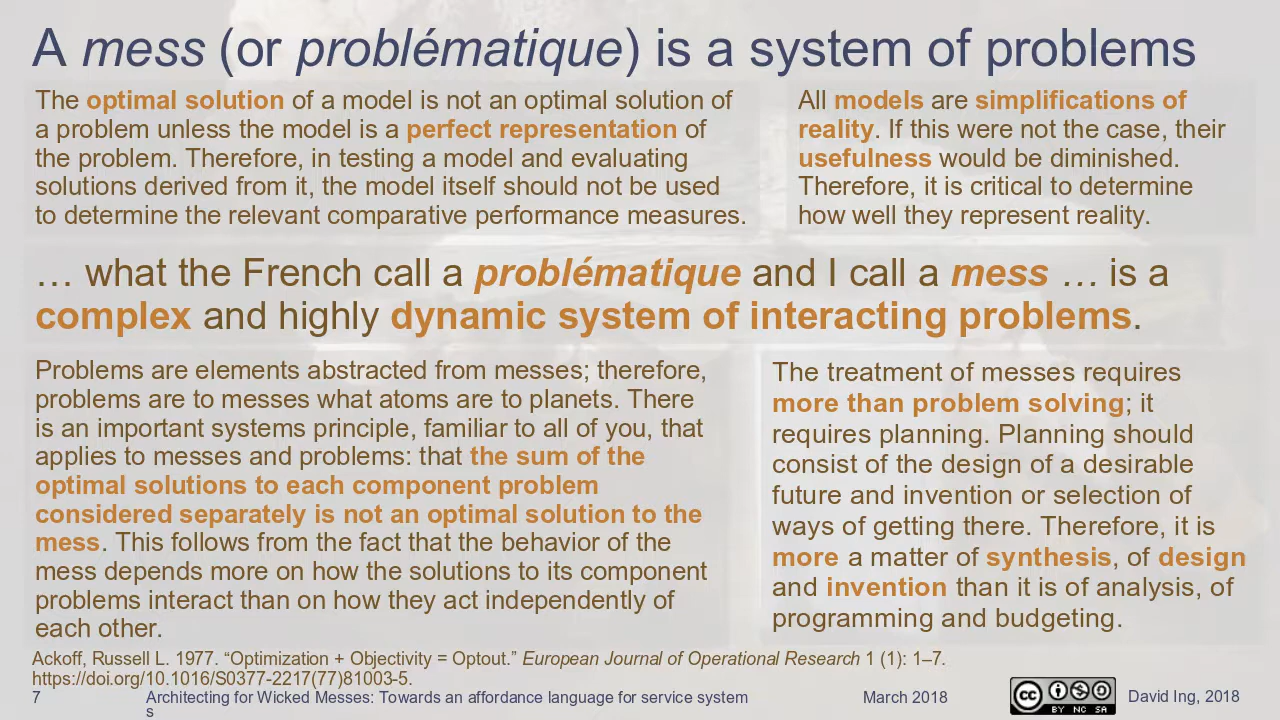 A mess (or problématique) is a system of problems
The optimal solution of a model is not an optimal solution of
a problem unless the model is a perfect representation of
the problem. Therefore, in testing a model and evaluating
solutions derived from it, the model itself should not be used
to determine the relevant comparative performance measures.
All models are simplifications of
reality. If this were not the case, their
usefulness would be diminished.
Therefore, it is critical to determine
how well they represent reality.
… what the French call a problématique and I call a mess … is a
complex and highly dynamic system of interacting problems.
Problems are elements abstracted from messes; therefore,
problems are to messes what atoms are to planets. There
is an important systems principle, familiar to all of you, that
applies to messes and problems: that the sum of the
optimal solutions to each component problem
considered separately is not an optimal solution to the
mess. This follows from the fact that the behavior of the
mess depends more on how the solutions to its component
problems interact than on how they act independently of
each other.
The treatment of messes requires
more than problem solving; it
requires planning. Planning should
consist of the design of a desirable
future and invention or selection of
ways of getting there. Therefore, it is
more a matter of synthesis, of design
and invention than it is of analysis, of
programming and budgeting.
Ackoff, Russell L. 1977. “Optimization + Objectivity = Optout.” European Journal of Operational Research 1 (1): 1–7.
https://doi.org/10.1016/S0377-2217(77)81003-5.
7
Architecting for Wicked Messes: Towards an affordance language for service system
s
March 2018
cc BY NC SA
David Ing, 2018